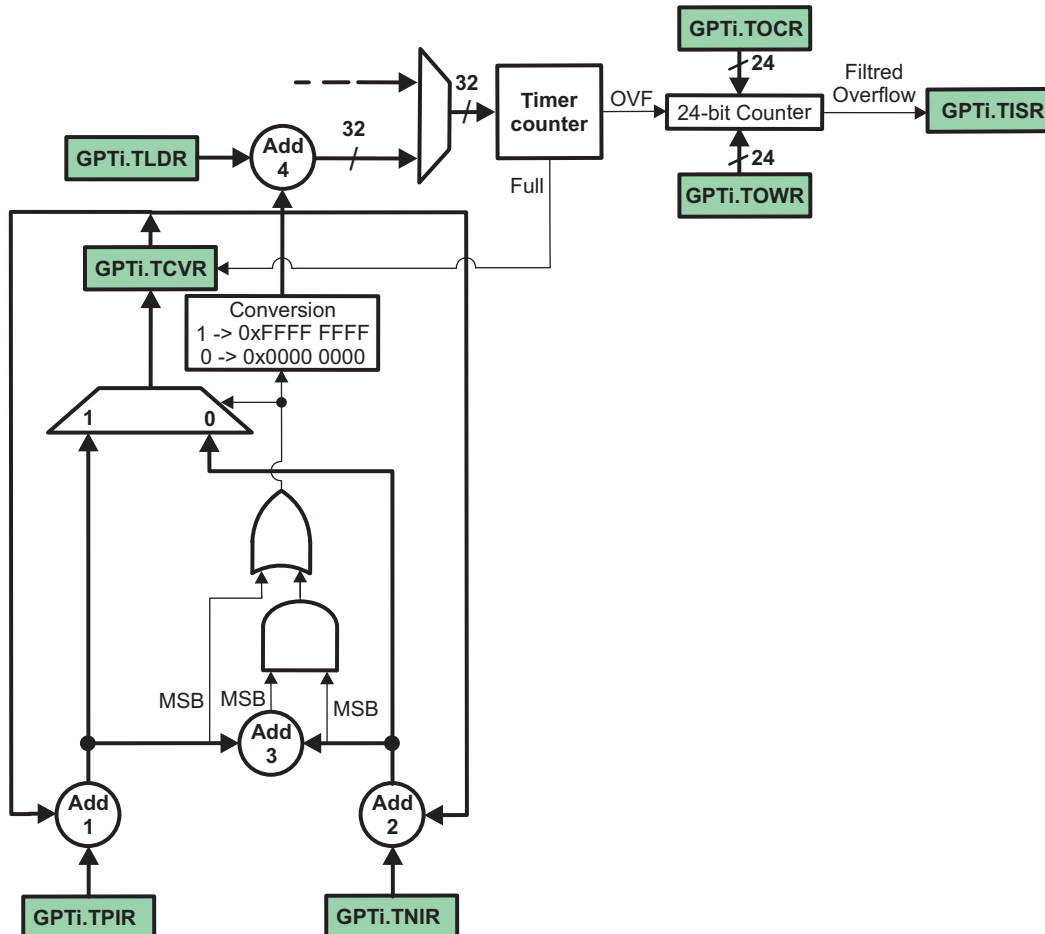 GPTi.TOCR
24
32
Timer
counter
OVF
24-bit Counter
Filtred
Overflow
GPTi.TISR
GPTi.TLDR
Add
4
32
24
Full
GPTi.TOWR
GPTi.TCVR
Conversion
1 -> 0xFFFF FFFF
0 -> 0x0000 0000
1
0
MSB
MSB
MSB
Add
3
Add
1
Add
2
GPTi.TPIR
GPTi.TNIR